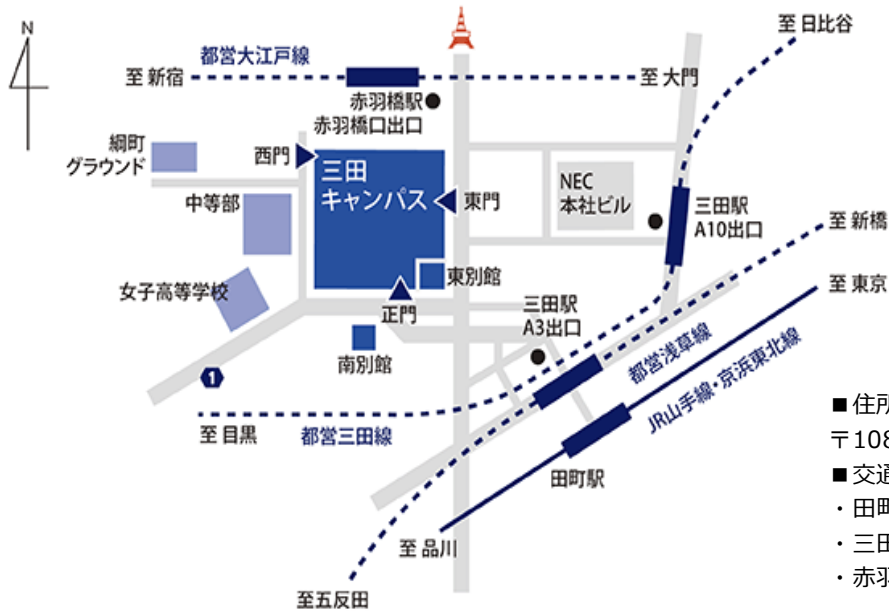 N
至 日比谷
都営大江戸線
至 新宿
至 大門
赤羽橋駅
赤羽橋口出口
綱町
グラウンド
西門
三田
キャンパス
中等部
東門
NEC
本社ビル
三田駅
A10出口
至 新橋
東別館
女子高等学校
正門
三田駅
A3出口
至 東京
南別館
1
都営浅草線
JR山手線・京浜東北線
至 目黒
都営三田線
田町駅
至 品川
至五反田
■住所
〒108
■交通
・田町
・三田
・赤羽